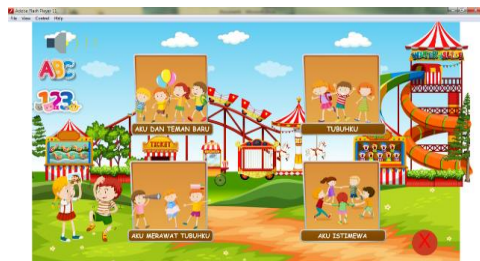 Adobe Flash Player 11
File View Control Help
ABC
123
AKU DAN TEMAN BARU
TUBUHKU
TICKET
AKU MERAWAT TUBUHKU
AKU ISTIMEWA
X